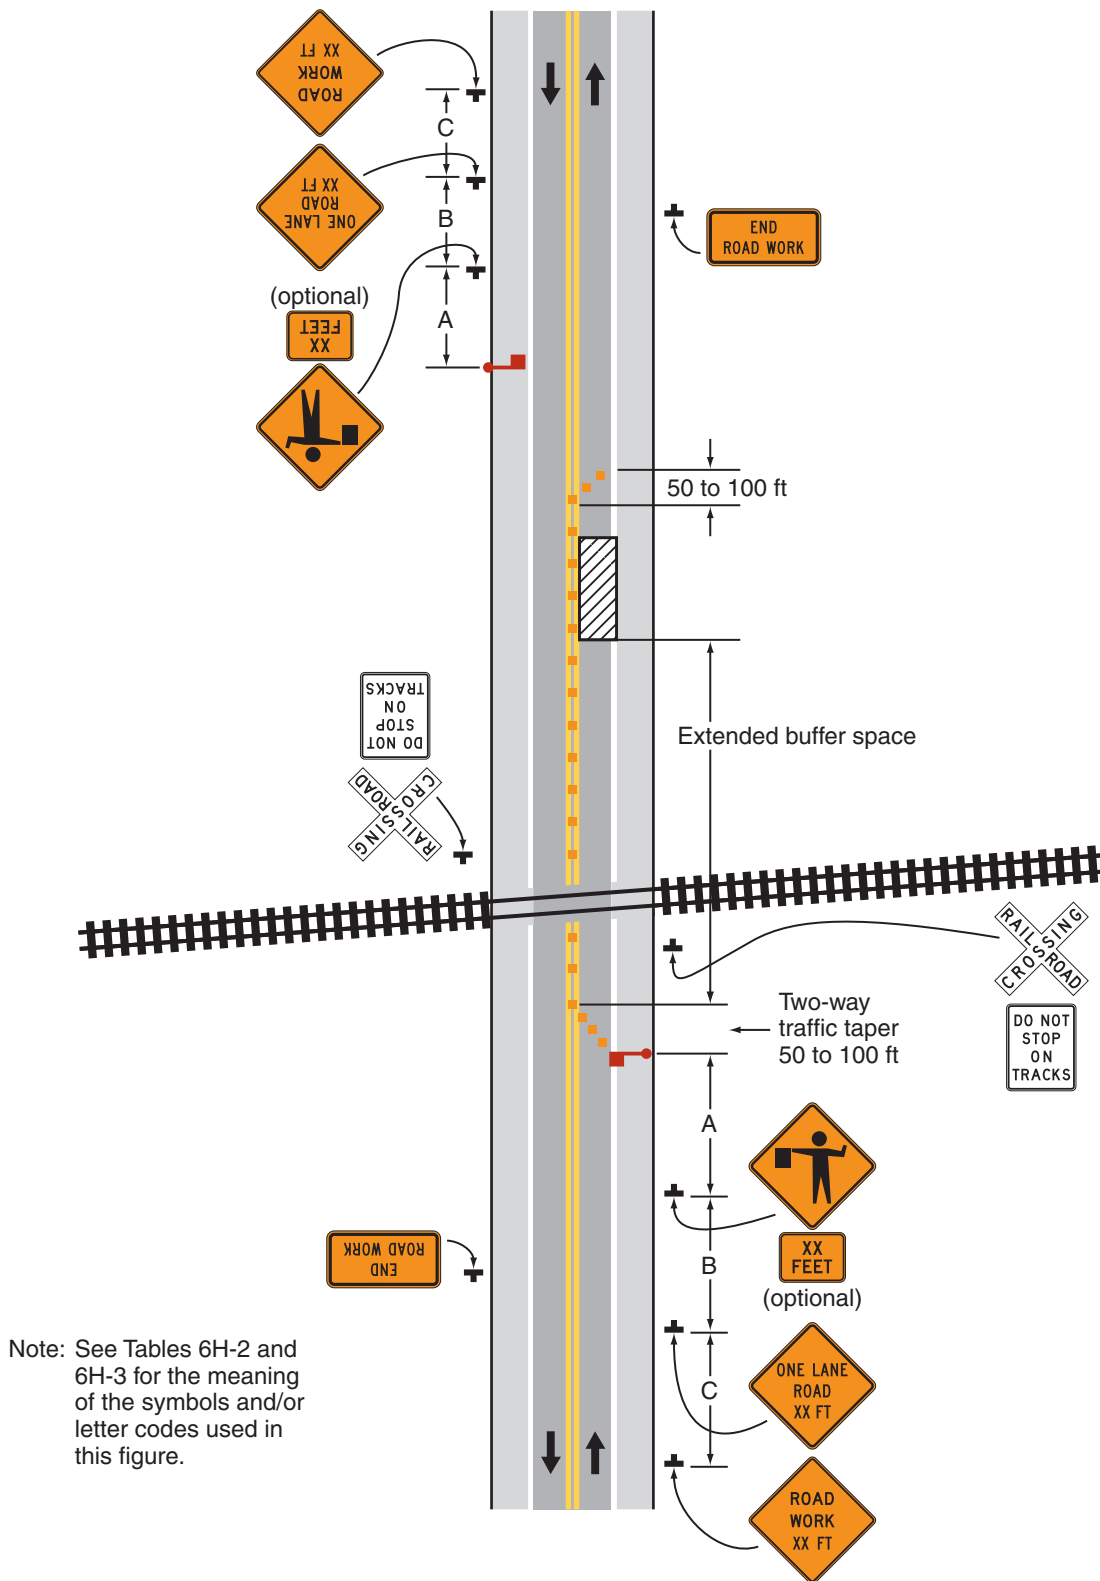 ROAD
WORK
XX FT
C
ONE LANE
ROAD
XX FT
B
END
ROAD WORK
(optional)
XX
FEET
A
50 to 100 ft
DO NOT
STOP
ON
TRACKS
Extended buffer space
RAILROAD
CROSSING
RAILROAD
CROSSING
Two-way
traffic taper
50 to 100 ft
DO NOT
STOP
ON
TRACKS
A
END
ROAD WORK
XX
FEET
B
(optional)
Note: See Tables 6H-2 and
6H-3 for the meaning
of the symbols and/or
letter codes used in
this figure.
ONE LANE
ROAD
XX FT
C
ROAD
WORK
XX FT